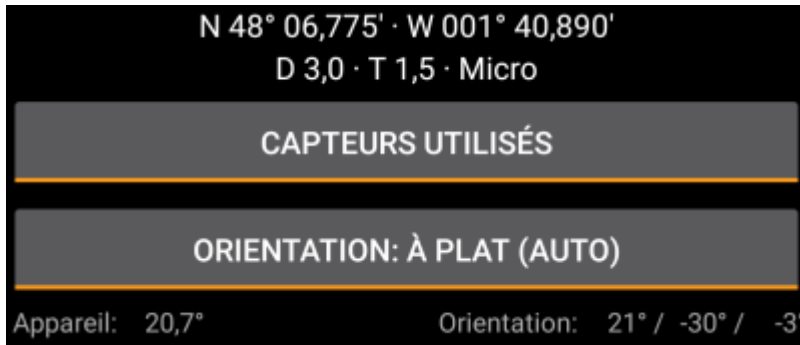 N 48° 06,775' · W 001° 40,890'
D 3,0 · T 1,5 · Micro
CAPTEURS UTILISÉS
ORIENTATION: À PLAT (AUTO)
Appareil: 20,7° Orientation: 21° / -30° / -3°